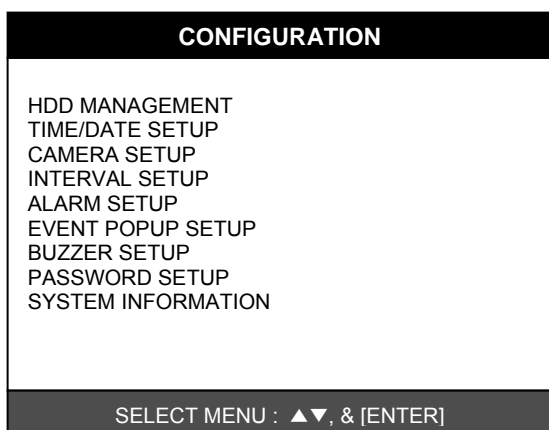 CONFIGURATION
HDD MANAGEMENT
TIME/DATE SETUP
CAMERA SETUP
INTERVAL SETUP
ALARM SETUP
EVENT POPUP SETUP
BUZZER SETUP
PASSWORD SETUP
SYSTEM INFORMATION
SELECT MENU : ▲▼, & [ENTER]